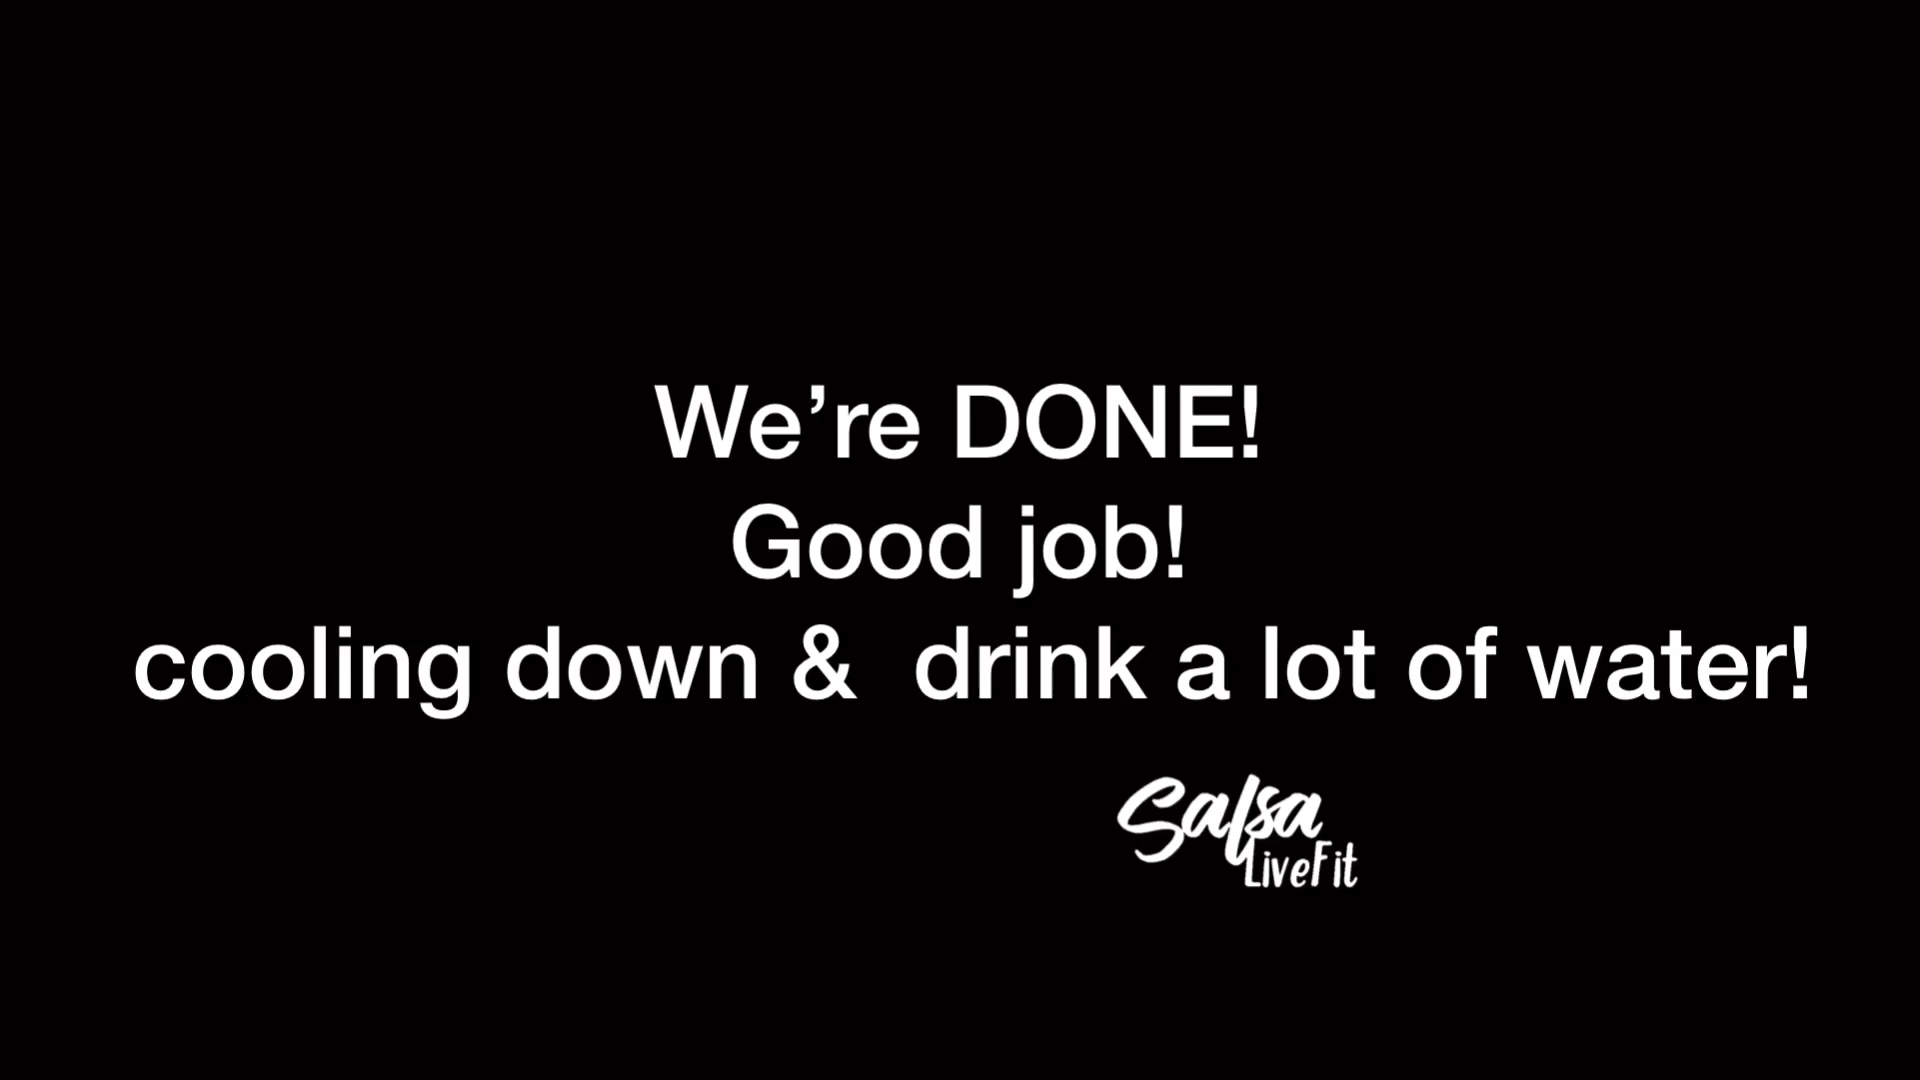 We’re DONE!
Good job!
cooling down &  drink a lot of water!
Salsa
LiveFit